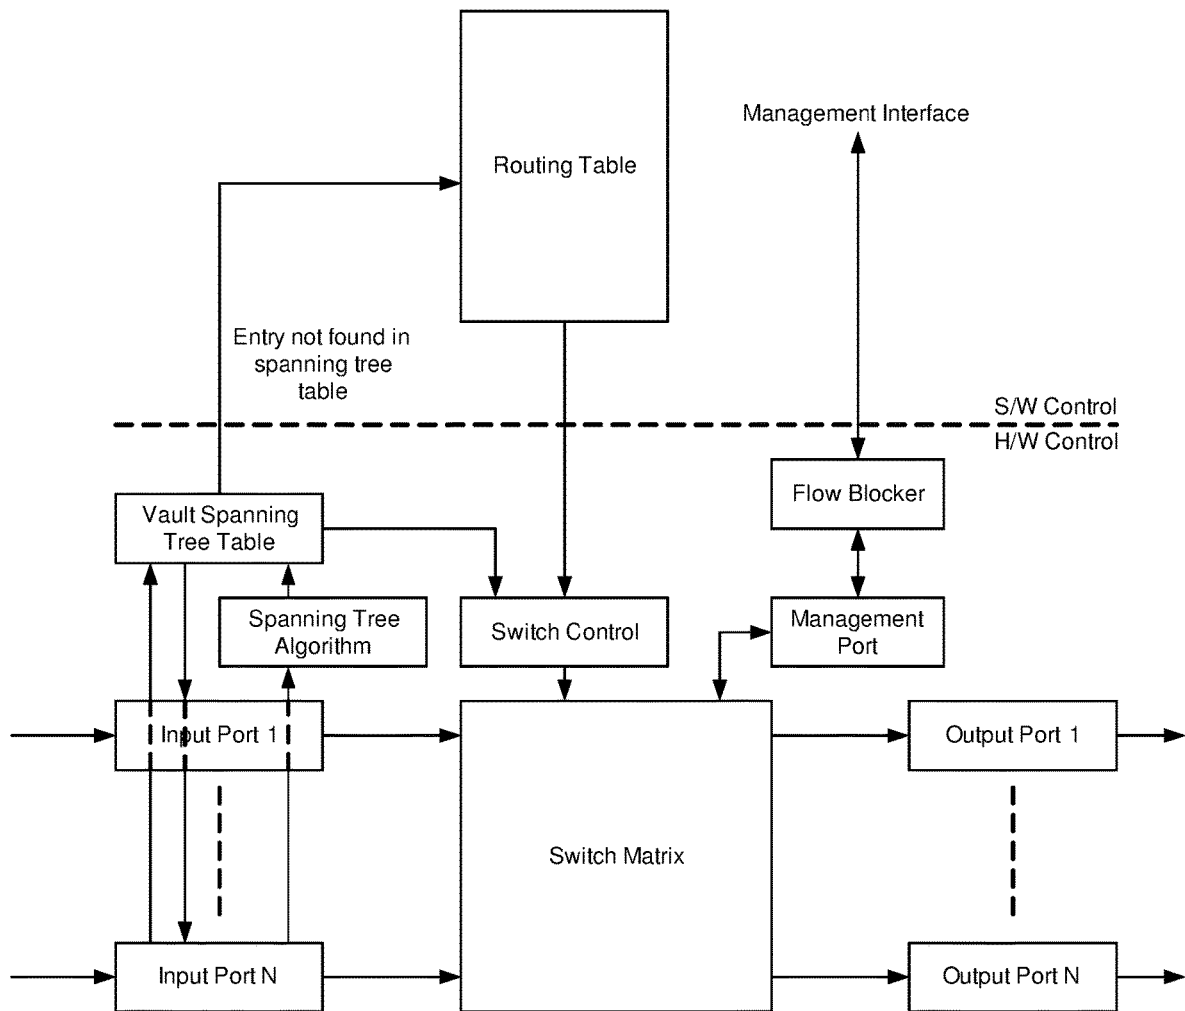 Management Interface
Routing Table
Entry not found in
spanning tree
table
S/W Control
H/W Control
Flow Blocker
Vault Spanning
Tree Table
Spanning Tree
Algorithm
Switch Control
Management
Port
Input Port 1
Output Port 1
Switch Matrix
Input Port N
Output Port N